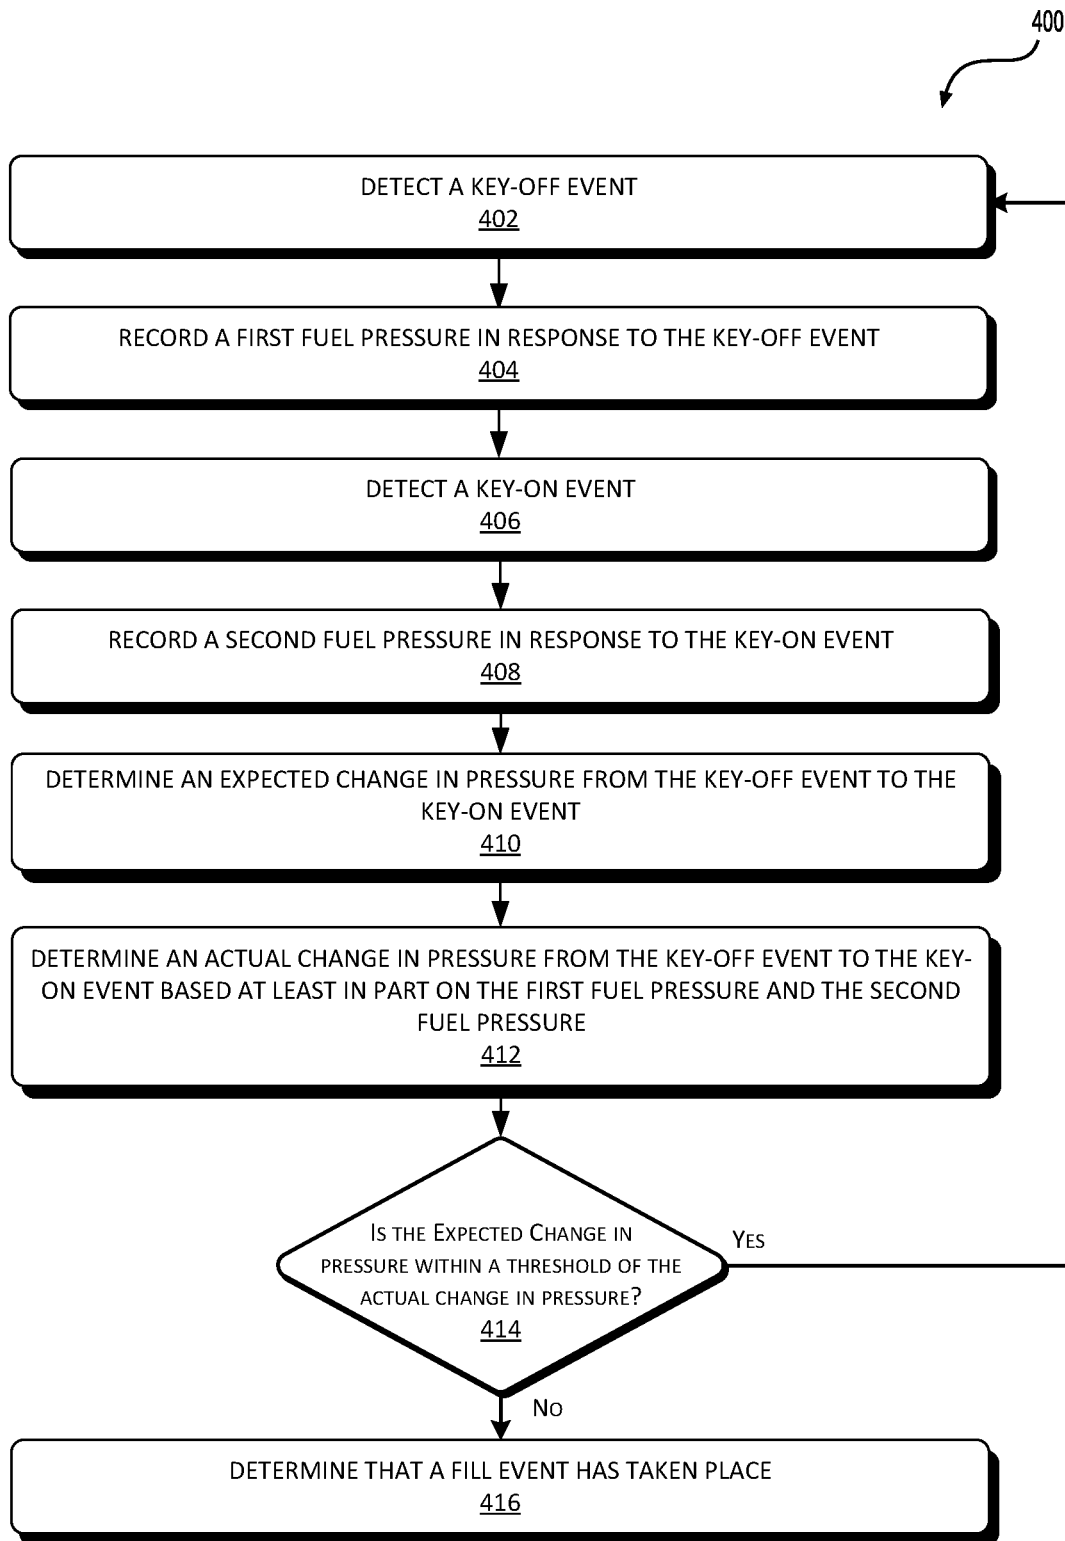 400
DETECT A KEY-OFF EVENT
402
RECORD A FIRST FUEL PRESSURE IN RESPONSE TO THE KEY-OFF EVENT
404
DETECT A KEY-ON EVENT
406
RECORD A SECOND FUEL PRESSURE IN RESPONSE TO THE KEY-ON EVENT
408
DETERMINE AN EXPECTED CHANGE IN PRESSURE FROM THE KEY-OFF EVENT TO THE
KEY-ON EVENT
410
DETERMINE AN ACTUAL CHANGE IN PRESSURE FROM THE KEY-OFF EVENT TO THE KEY-
ON EVENT BASED AT LEAST IN PART ON THE FIRST FUEL PRESSURE AND THE SECOND
FUEL PRESSURE
412
IS THE EXPECTED CHANGE IN
PRESSURE WITHIN A THRESHOLD OF THE
ACTUAL CHANGE IN PRESSURE?
414
YES
NO
DETERMINE THAT A FILL EVENT HAS TAKEN PLACE
416